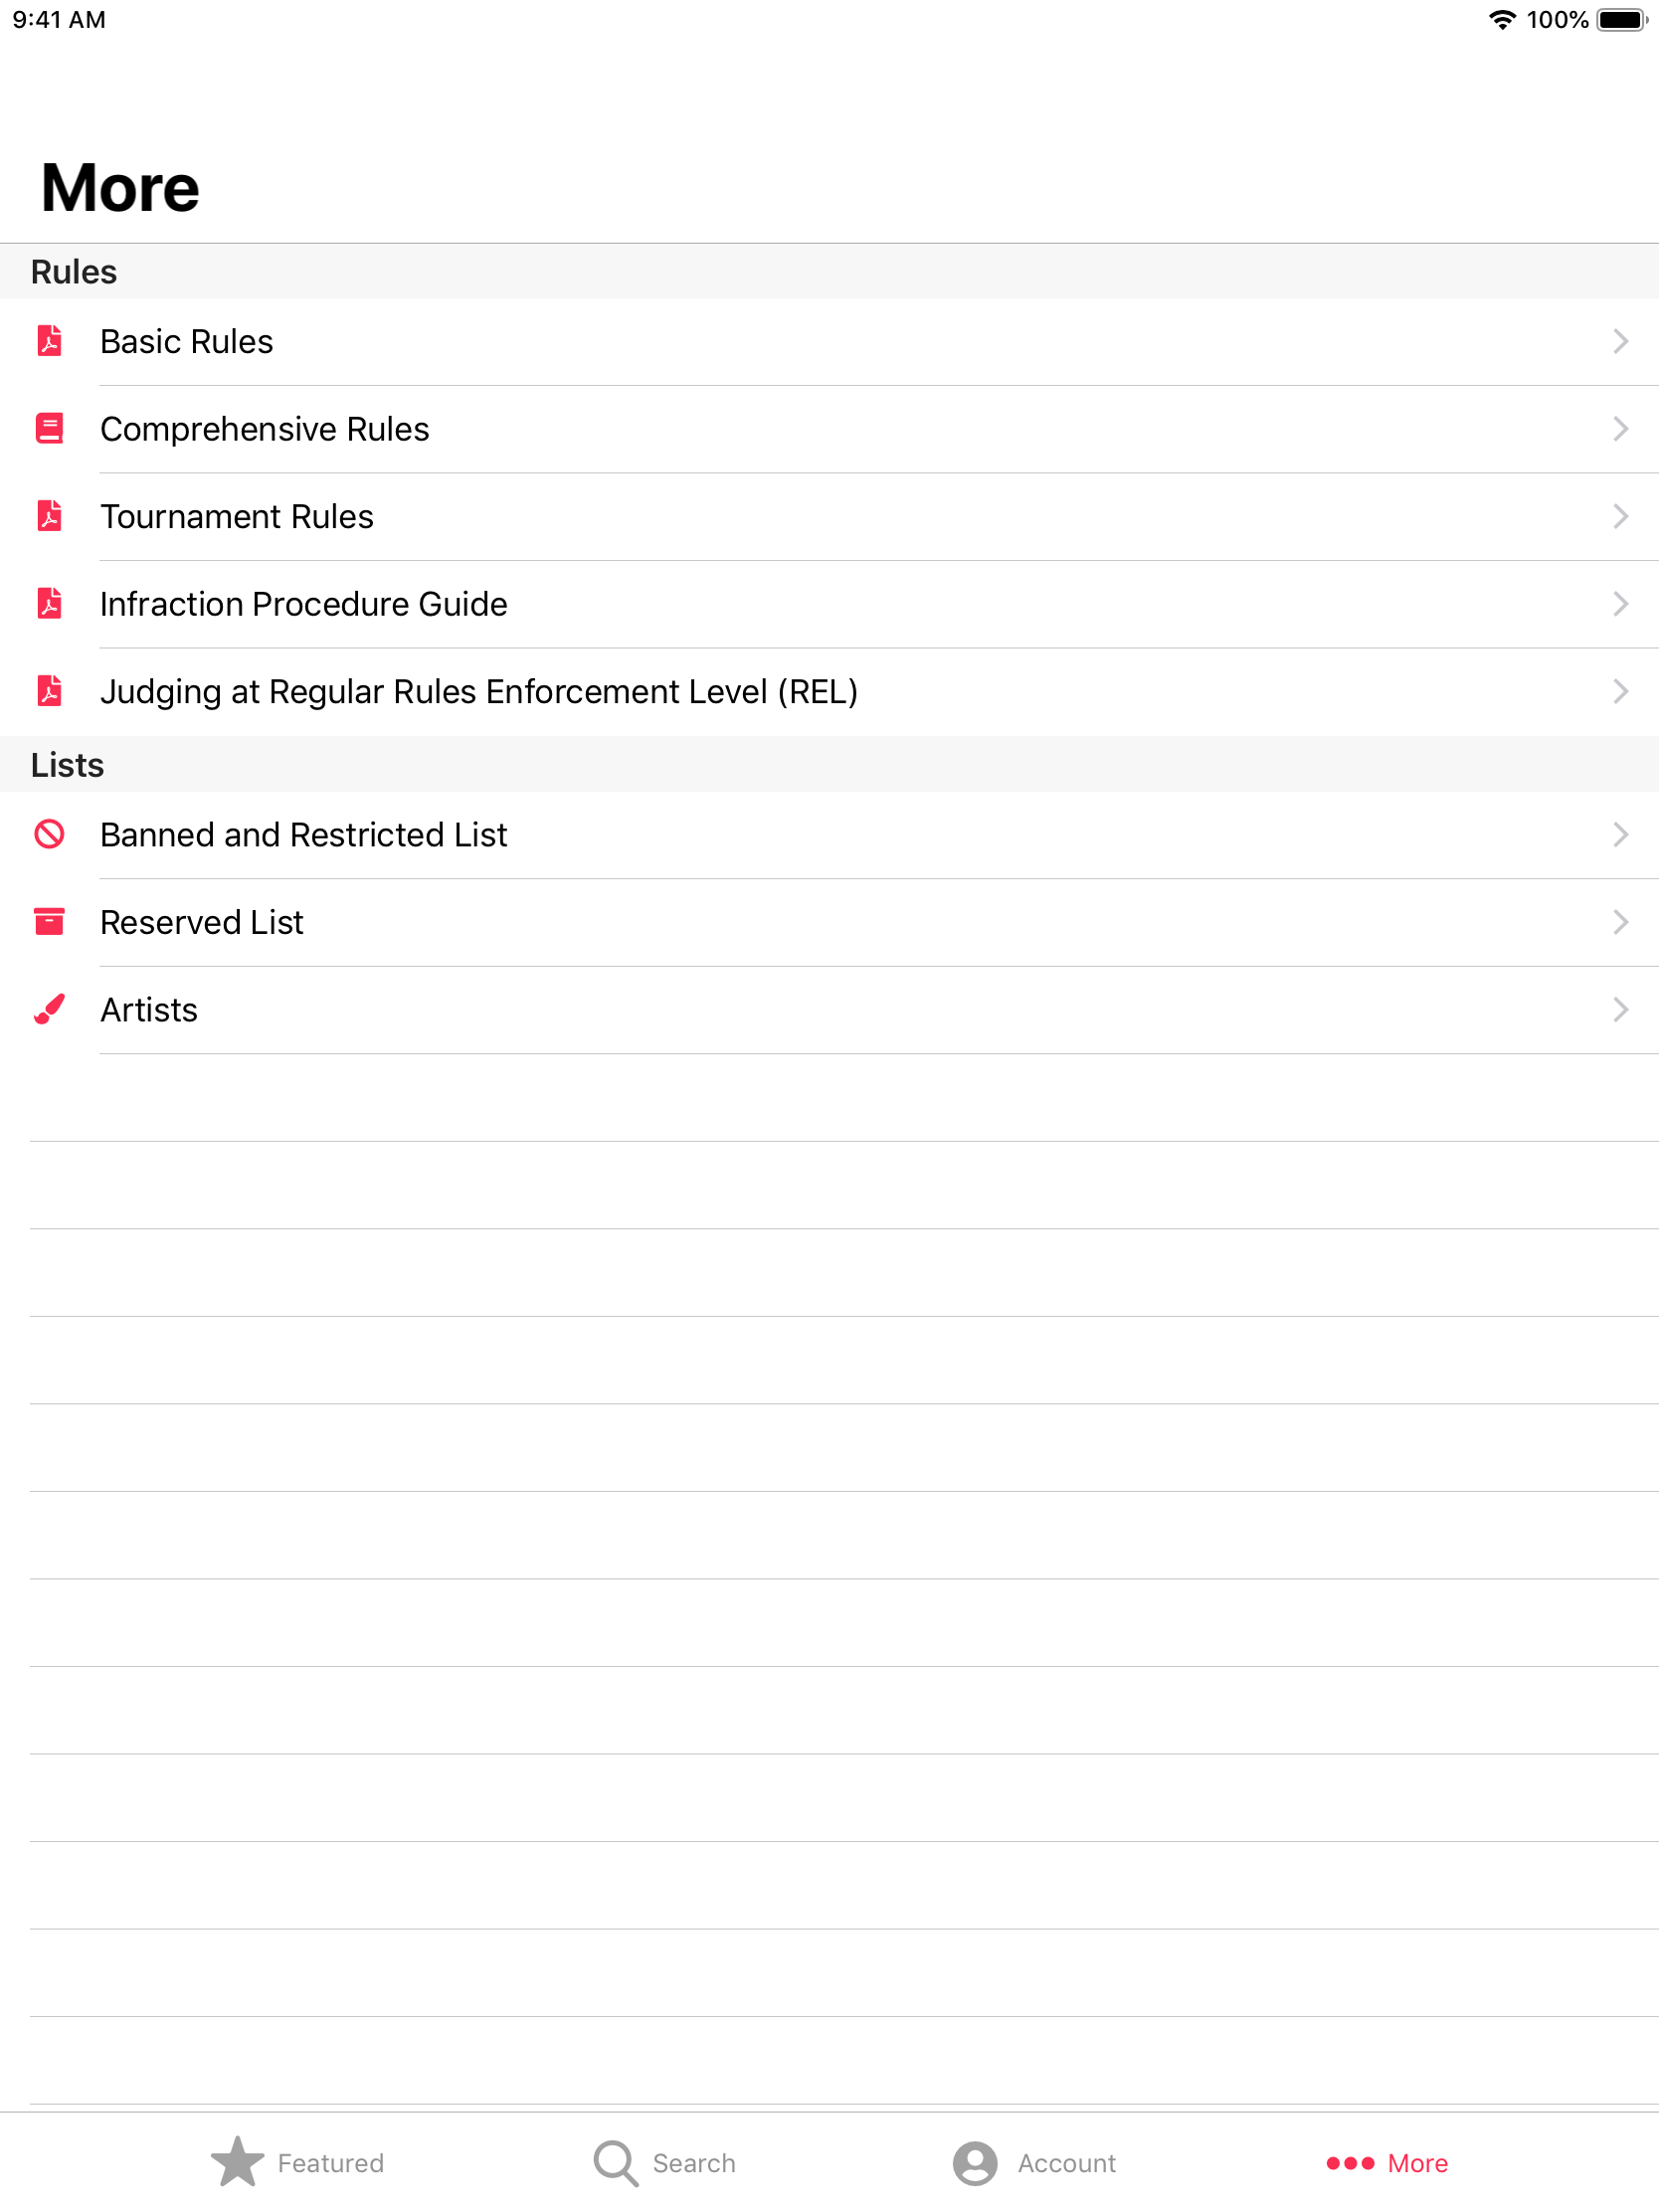 9:41 AM 100%
More
Rules
Basic Rules
Comprehensive Rules
Tournament Rules
Infraction Procedure Guide
Judging at Regular Rules Enforcement Level (REL)
Lists
Banned and Restricted List
Reserved List
Artists
Featured Search Account More